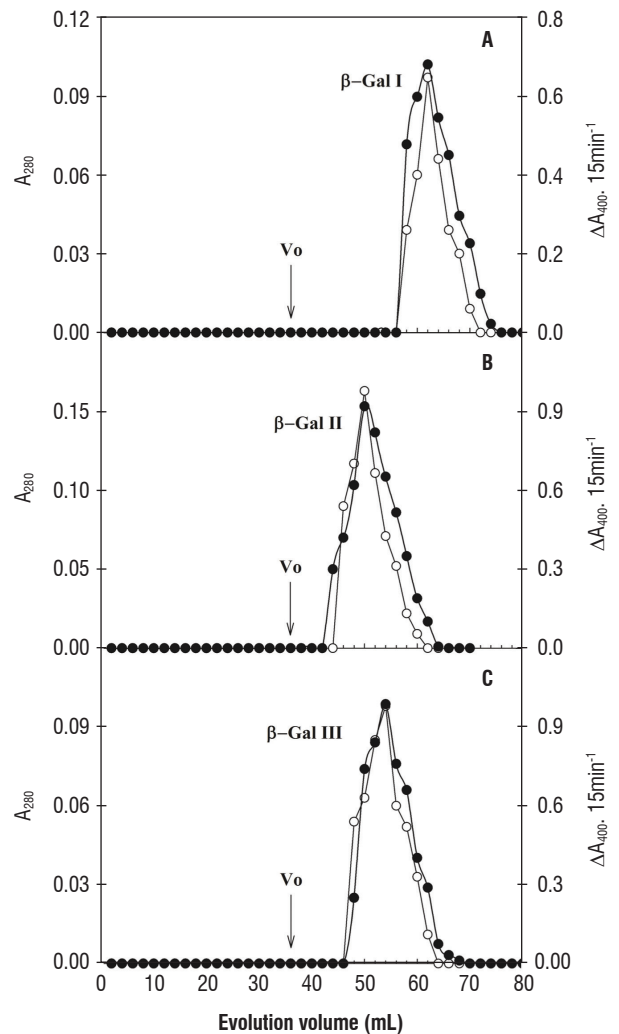 A
0.12 0.8
β–Gal I
0.09 0.6
A280 ΔA400. 15min-1
0.06 0.4
Vo
0.03 0.2
0.00 0.0
B
0.15 0.9
β–Gal II
A280 ΔA400. 15min-1
0.10 0.6
Vo
0.05 0.3
0.00 0.0
C
0.09 0.9
β–Gal III
A280 ΔA400. 15min-1
0.06 0.6
Vo
0.03 0.3
0.00 0.00
0 10 20 30 40 50 60 70 80
Evolution volume (mL)